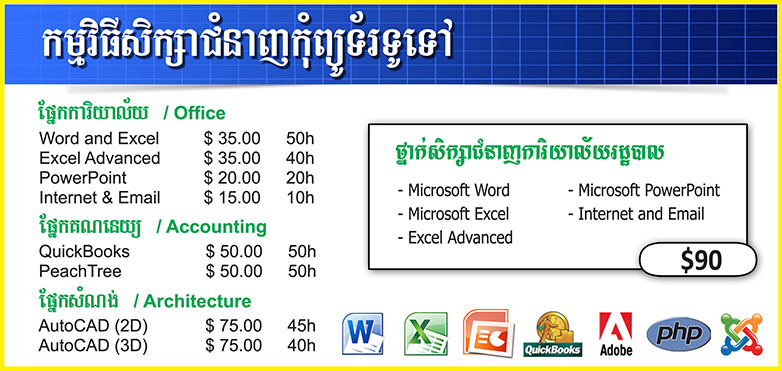 កម្មវិធីសិក្សាជំនាញកុំព្យូទ័រទូទៅ
ផ្នែកការិយាល័យ / Office
Word and Excel $ 35.00 50h
Excel Advanced $ 35.00 40h
PowerPoint $ 20.00 20h
Internet & Email $ 15.00 10h
ផ្នែកគណនេយ្យ / Accounting
QuickBooks $ 50.00 50h
PeachTree $ 50.00 50h
ផ្នែកសំណង់ / Architecture
AutoCAD (2D) $ 75.00 45h
AutoCAD (3D) $ 75.00 40h
ថ្នាក់សិក្សាជំនាញការិយាល័យរដ្ឋបាល
- Microsoft Word - Microsoft PowerPoint
- Microsoft Excel - Internet and Email
- Excel Advanced
$90
QuickBooks Adobe php